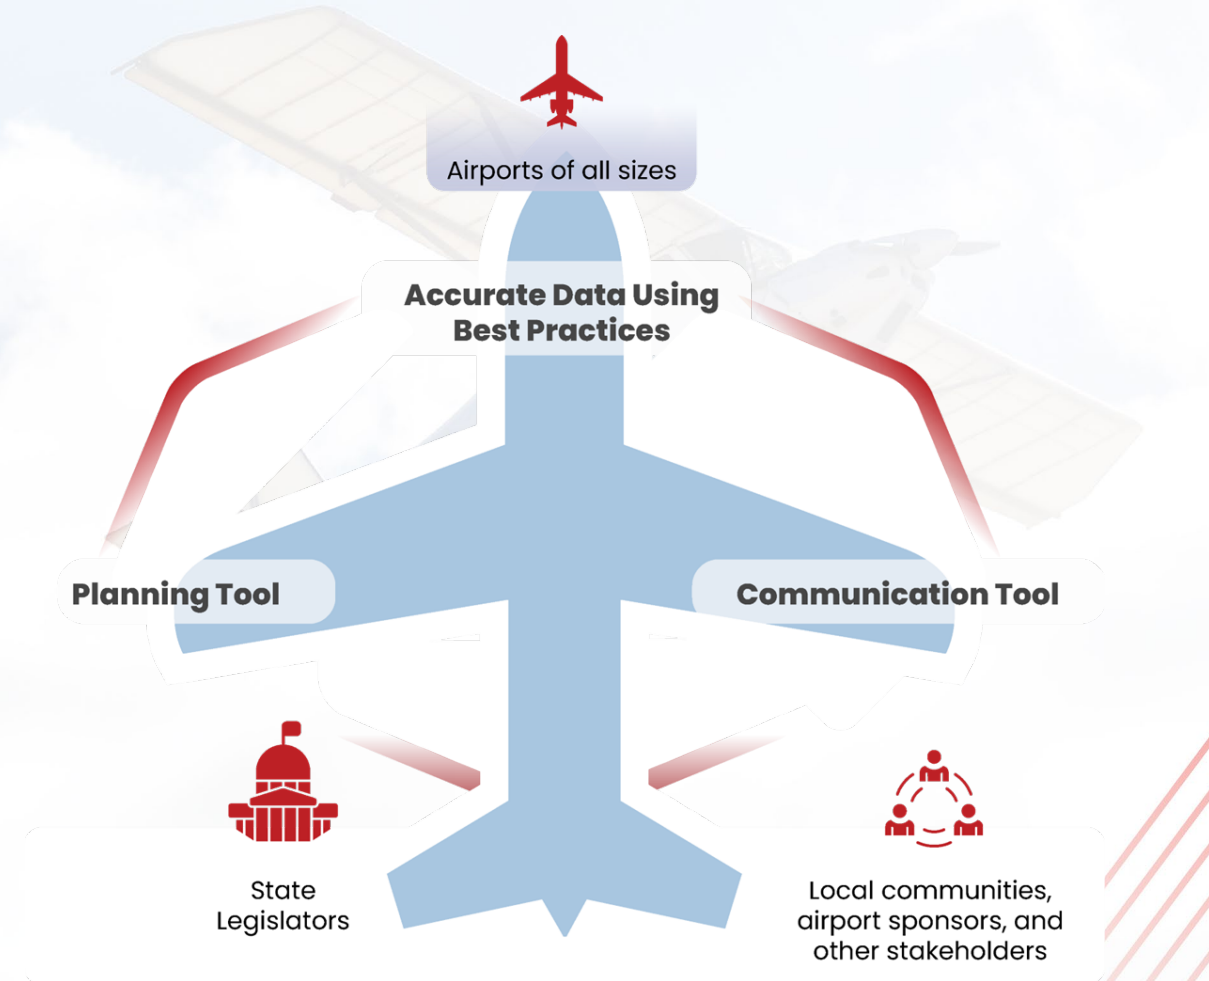 Airports of all sizes
Accurate Data Using
Best Practices
Planning Tool
Communication Tool
State
Legislators
Local communities,
airport sponsors, and
other stakeholders